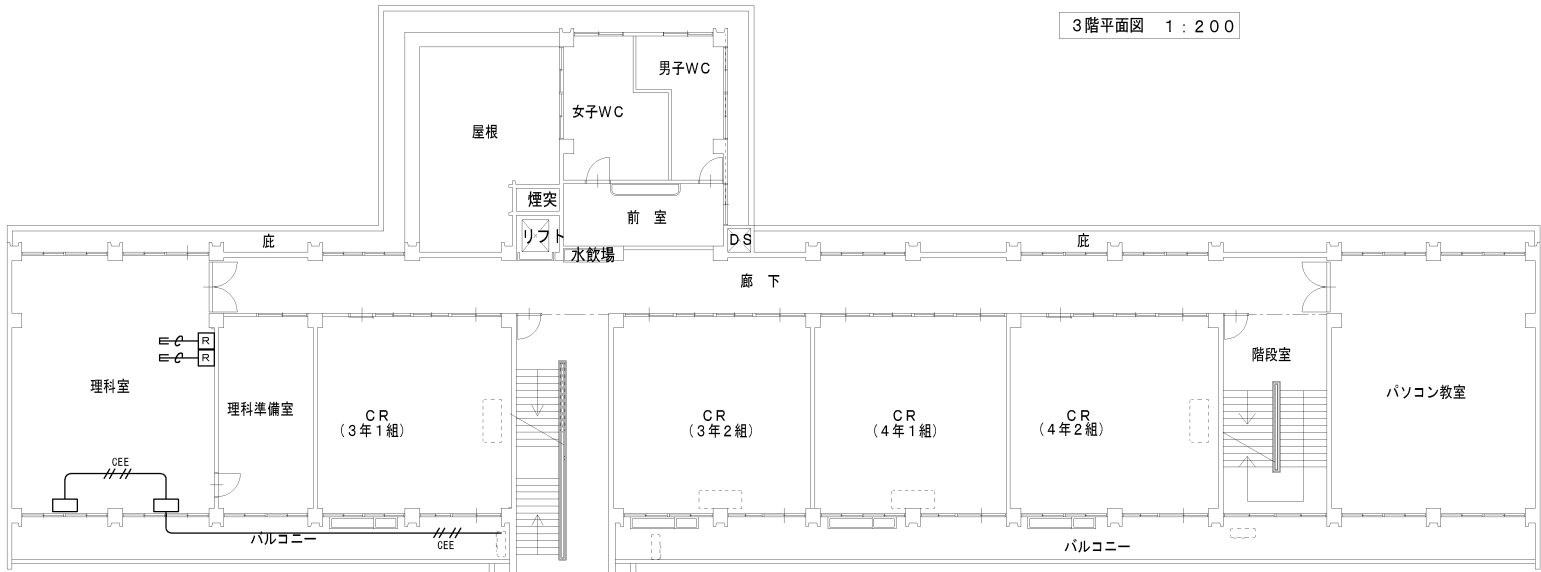 ３階平面図　１：２００
男子ＷＣ
女子ＷＣ
屋根
煙突
前　室
リフト
ＤＳ
庇
水飲場
庇
廊　下
R
R
階段室
理科室
理科準備室
パソコン教室
ＣＲ
（３年１組）
ＣＲ
（３年２組）
ＣＲ
（４年１組）
ＣＲ
（４年２組）
CEE
バルコニー
CEE
バルコニー